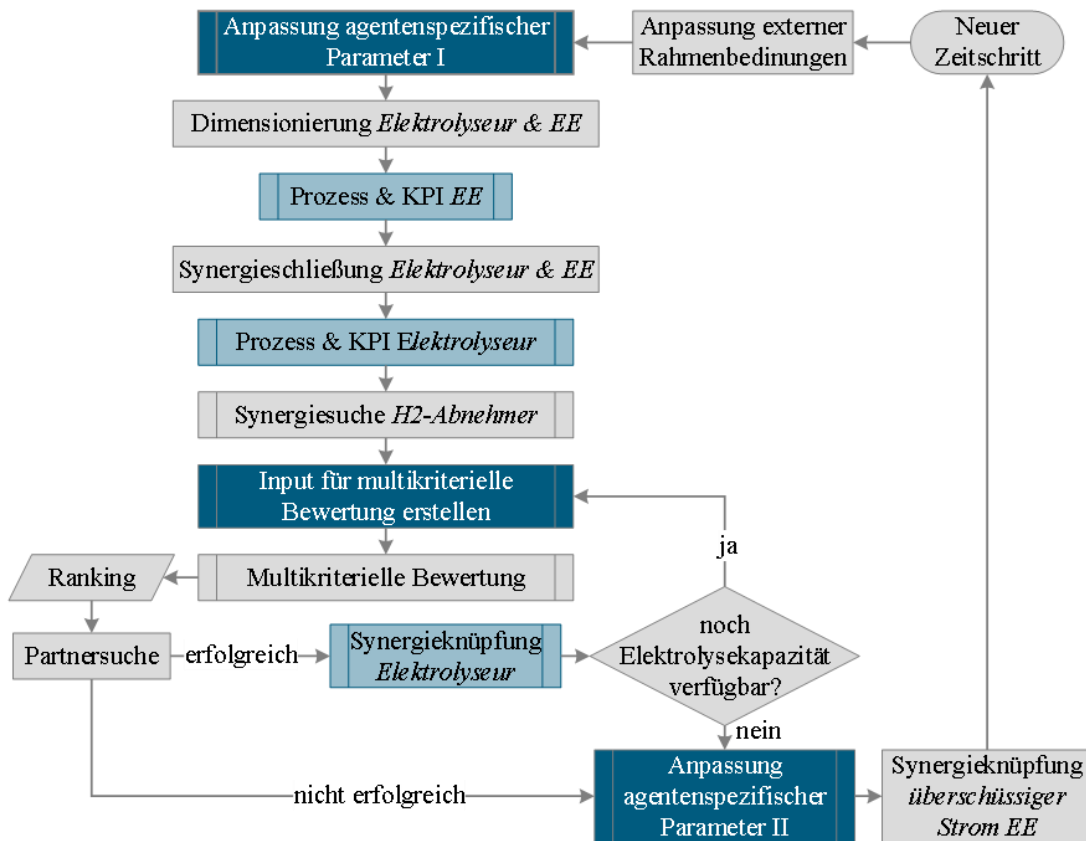 Neuer
Zeitschritt
Anpassung externer
Rahmenbedinungen
Anpassung agentenspezifischer
Parameter I
Dimensionierung Elektrolyseur & EE
Prozess & KPI EE
Synergieschließung Elektrolyseur & EE
Prozess & KPI Elektrolyseur
Synergiesuche H2-Abnehmer
Input für multikriterielle
Bewertung erstellen
Multikriterielle Bewertung
Ranking
Partnersuche
erfolgreich
Synergieknüpfung
Elektrolyseur
noch
Elektrolysekapazität
verfügbar?
ja
nein
nicht erfolgreich
Anpassung
agentenspezifischer
Parameter II
Synergieknüpfung
überschüssiger
Strom EE